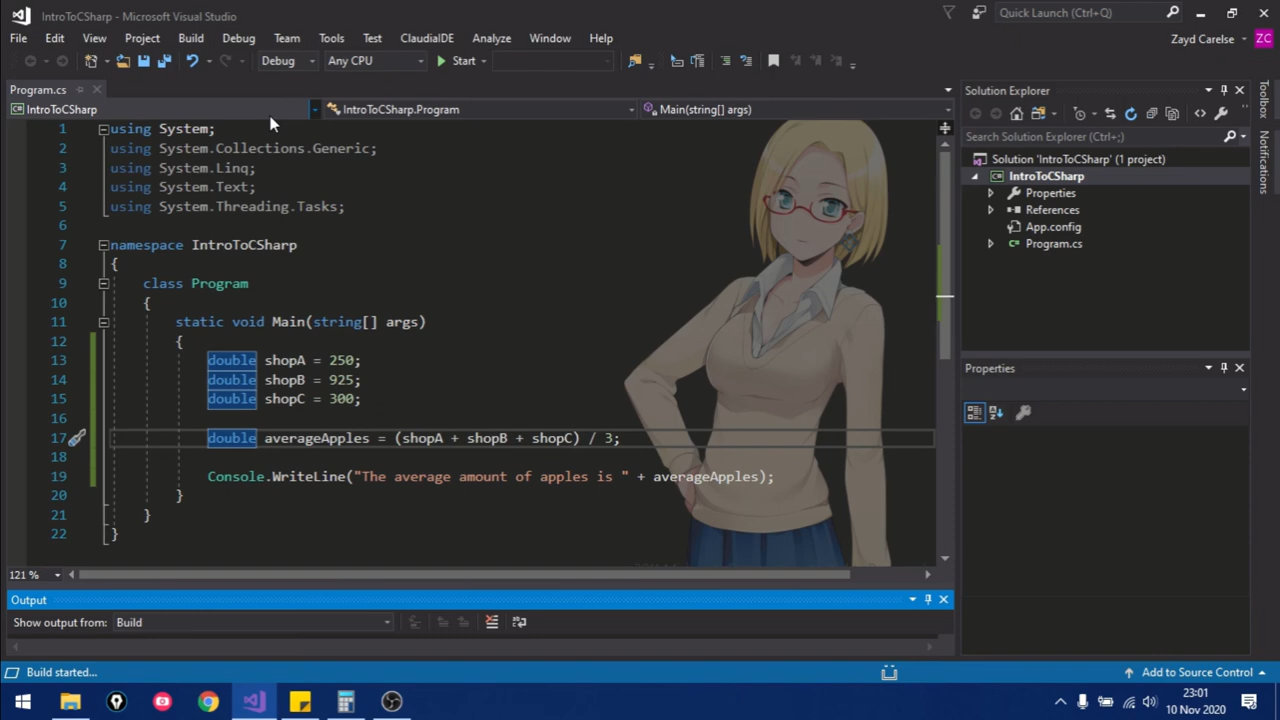 IntroToCSharp - Microsoft Visual Studio
Quick Launch (Ctrl+Q)
File Edit View Project Build Debug Team Tools Test ClaudiaIDE Analyze Window Help
Zayd Carelse ZC
Debug Any CPU Start
Program.cs
IntroToCSharp IntroToCSharp.Program Main(string[] args)
1 using System;
2 using System.Collections.Generic;
3 using System.Linq;
4 using System.Text;
5 using System.Threading.Tasks;
6
7 namespace IntroToCSharp
8 {
9 class Program
10 {
11 static void Main(string[] args)
12 {
13 double shopA = 250;
14 double shopB = 925;
15 double shopC = 300;
16
17 double averageApples = (shopA + shopB + shopC) / 3;
18
19 Console.WriteLine("The average amount of apples is " + averageApples);
20 }
21 }
22 }
121 %
Output
Show output from: Build
Solution Explorer
Search Solution Explorer (Ctrl+;)
Solution 'IntroToCSharp' (1 project)
IntroToCSharp
Properties
References
App.config
Program.cs
Properties
Toolbox
Notifications
Build started...
Add to Source Control
23:01
10 Nov 2020